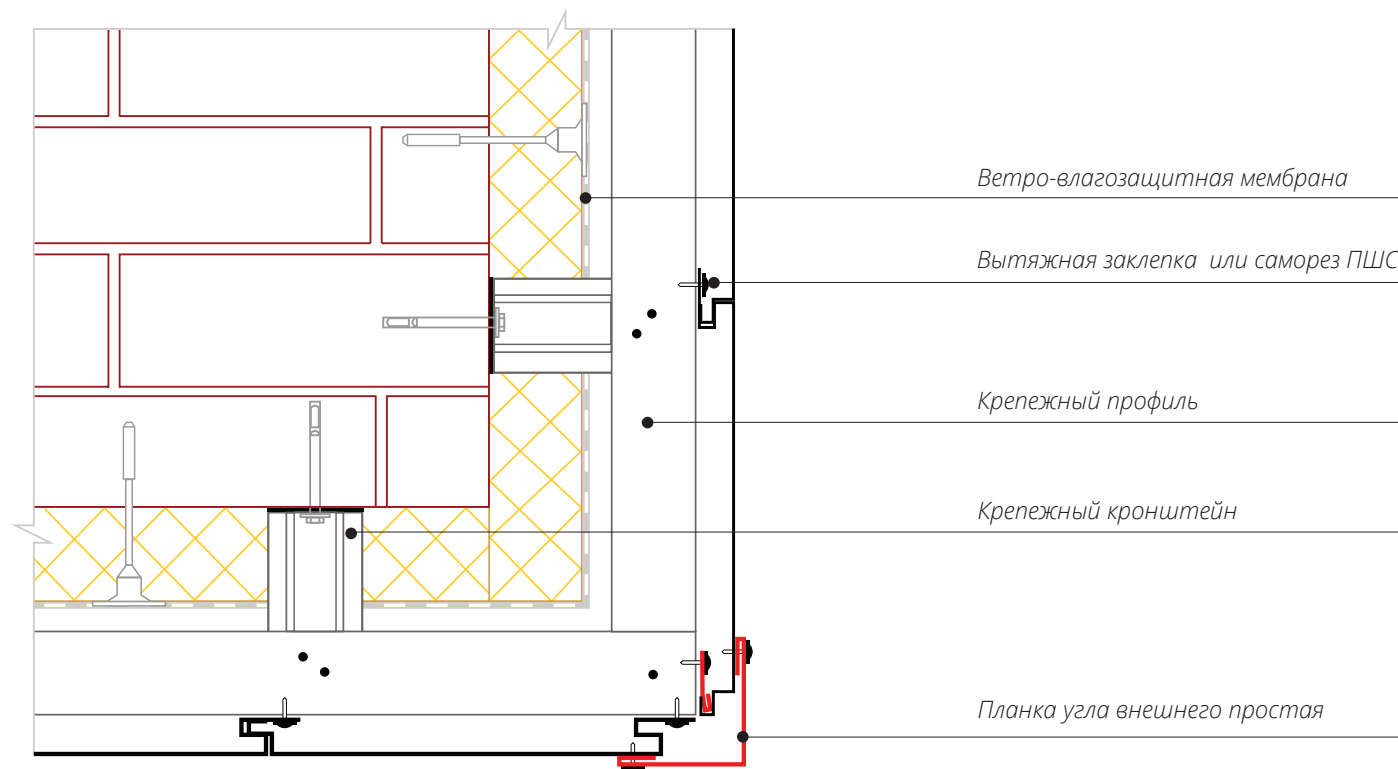 Ветро-влагозащитная мембрана
Вытяжная заклепка или саморез ПШС
Крепежный профиль
Крепежный кронштейн
Планка угла внешнего простая